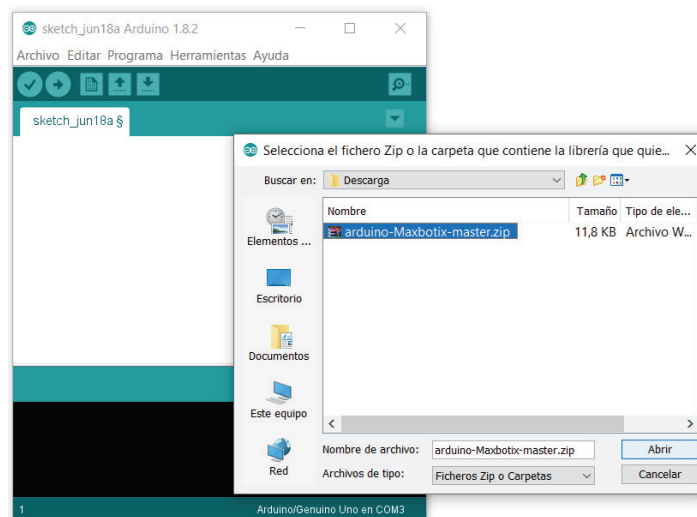 sketch_jun18a Arduino 1.8.2
Archivo Editar Programa Herramientas Ayuda
sketch_jun18a §
Selecciona el fichero Zip o la carpeta que contiene la librería que quie...
Buscar en: Descarga
Nombre Tamaño Tipo de ele...
arduino-Maxbotix-master.zip 11,8 KB Archivo W...
Elementos ...
Escritorio
Documentos
Este equipo
Red
Nombre de archivo: arduino-Maxbotix-master.zip Abrir
Archivos de tipo: Ficheros Zip o Carpetas Cancelar
1 Arduino/Genuino Uno en COM3